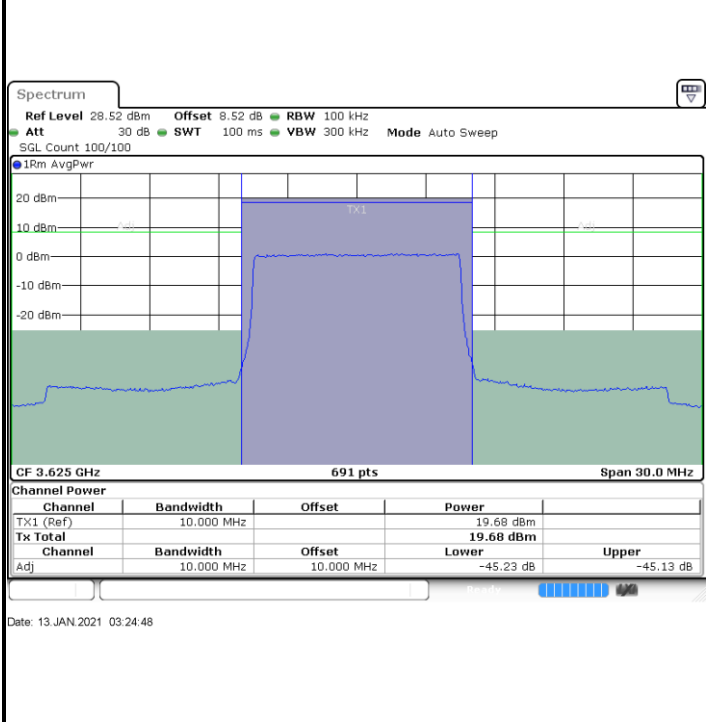 Spectrum
Ref Level 28.52 dBm Offset 8.52 dB RBW 100 kHz
Att 30 dB SWT 100 ms VBW 300 kHz Mode Auto Sweep
SGL Count 100/100
1Rm AvgPwr
20 dBm
TX1
10 dBm Adj Adj
0 dBm
-10 dBm
-20 dBm
CF 3.625 GHz 691 pts Span 30.0 MHz
Channel Power
Channel Bandwidth Offset Power
TX1 (Ref) 10.000 MHz 19.68 dBm
Tx Total 19.68 dBm
Channel Bandwidth Offset Lower Upper
Adj 10.000 MHz 10.000 MHz -45.23 dB -45.13 dB
Ready
Date: 13.JAN.2021 03:24:48